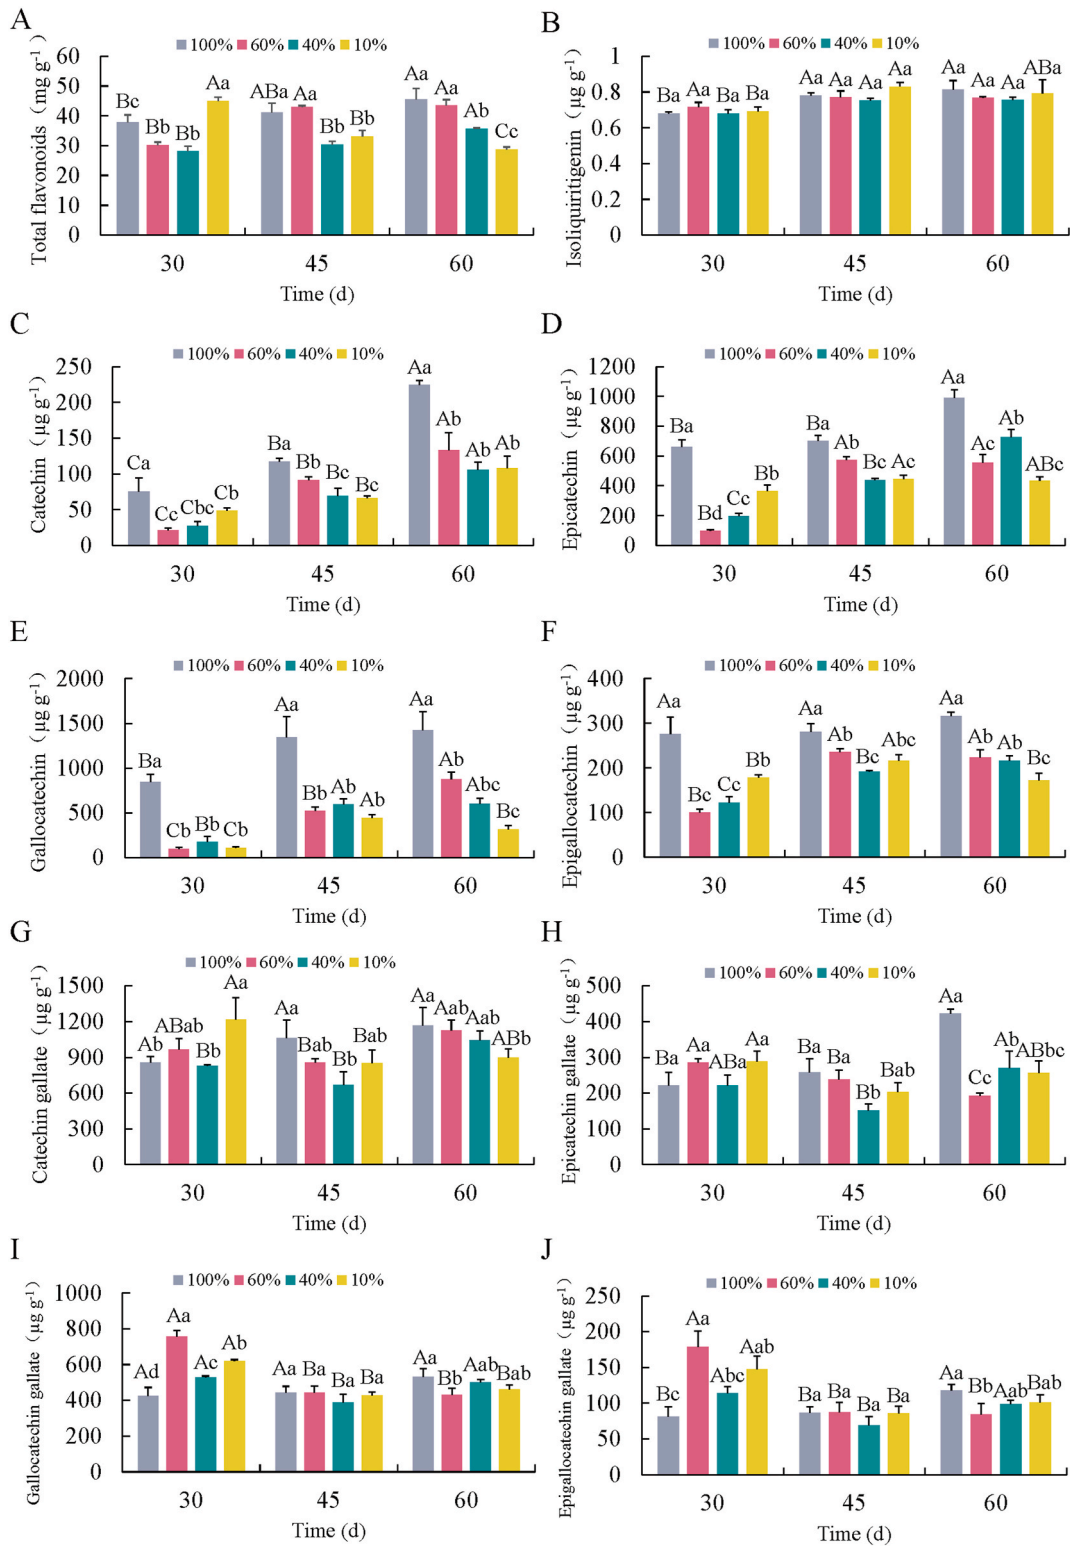 A
100% 60% 40% 10%
Total flavonoids (mg g⁻¹)
60
50
40
30
20
10
0
Bc Bb Bb Aa ABa Aa Bb Bb Aa Aa Ab Cc
30 45 60
Time (d)
B
100% 60% 40% 10%
Isoliquiritigenin (μg g⁻¹)
1
0.8
0.6
0.4
0.2
0
Ba Aa Ba Ba Aa Aa Aa Aa Aa Aa Aa ABa
30 45 60
Time (d)
C
100% 60% 40% 10%
Catechin (μg g⁻¹)
250
200
150
100
50
0
Ca Cc Cbc Cb Ba Bb Bc Bc Aa Ab Ab Ab
30 45 60
Time (d)
D
100% 60% 40% 10%
Epicatechin (μg g⁻¹)
1200
1000
800
600
400
200
0
Ba Bd Cc Bb Ba Ab Bc Ac Aa Ac Ab ABc
30 45 60
Time (d)
E
100% 60% 40% 10%
Gallocatechin (μg g⁻¹)
2000
1500
1000
500
0
Ba Cb Bb Cb Aa Bb Ab Ab Aa Ab Abc Bc
30 45 60
Time (d)
F
100% 60% 40% 10%
Epigallocatechin (μg g⁻¹)
400
300
200
100
0
Aa Bc Cc Bb Aa Ab Bc Abc Aa Ab Ab Bc
30 45 60
Time (d)
G
100% 60% 40% 10%
Catechin gallate (μg g⁻¹)
1500
1200
900
600
300
0
Ab ABab Bb Aa Aa Bab Bb Bab Aa Aab Aab ABb
30 45 60
Time (d)
H
100% 60% 40% 10%
Epicatechin gallate (μg g⁻¹)
500
400
300
200
100
0
Ba Aa ABa Aa Ba Ba Bb Bab Aa Cc Ab ABbc
30 45 60
Time (d)
I
100% 60% 40% 10%
Gallocatechin gallate (μg g⁻¹)
1000
800
600
400
200
0
Ad Aa Ac Ab Aa Ba Ba Ba Aa Bb Aab Bab
30 45 60
Time (d)
J
100% 60% 40% 10%
Epigallocatechin gallate (μg g⁻¹)
250
200
150
100
50
0
Bc Aa Abc Aab Ba Ba Ba Ba Aa Bb Aab Bab
30 45 60
Time (d)